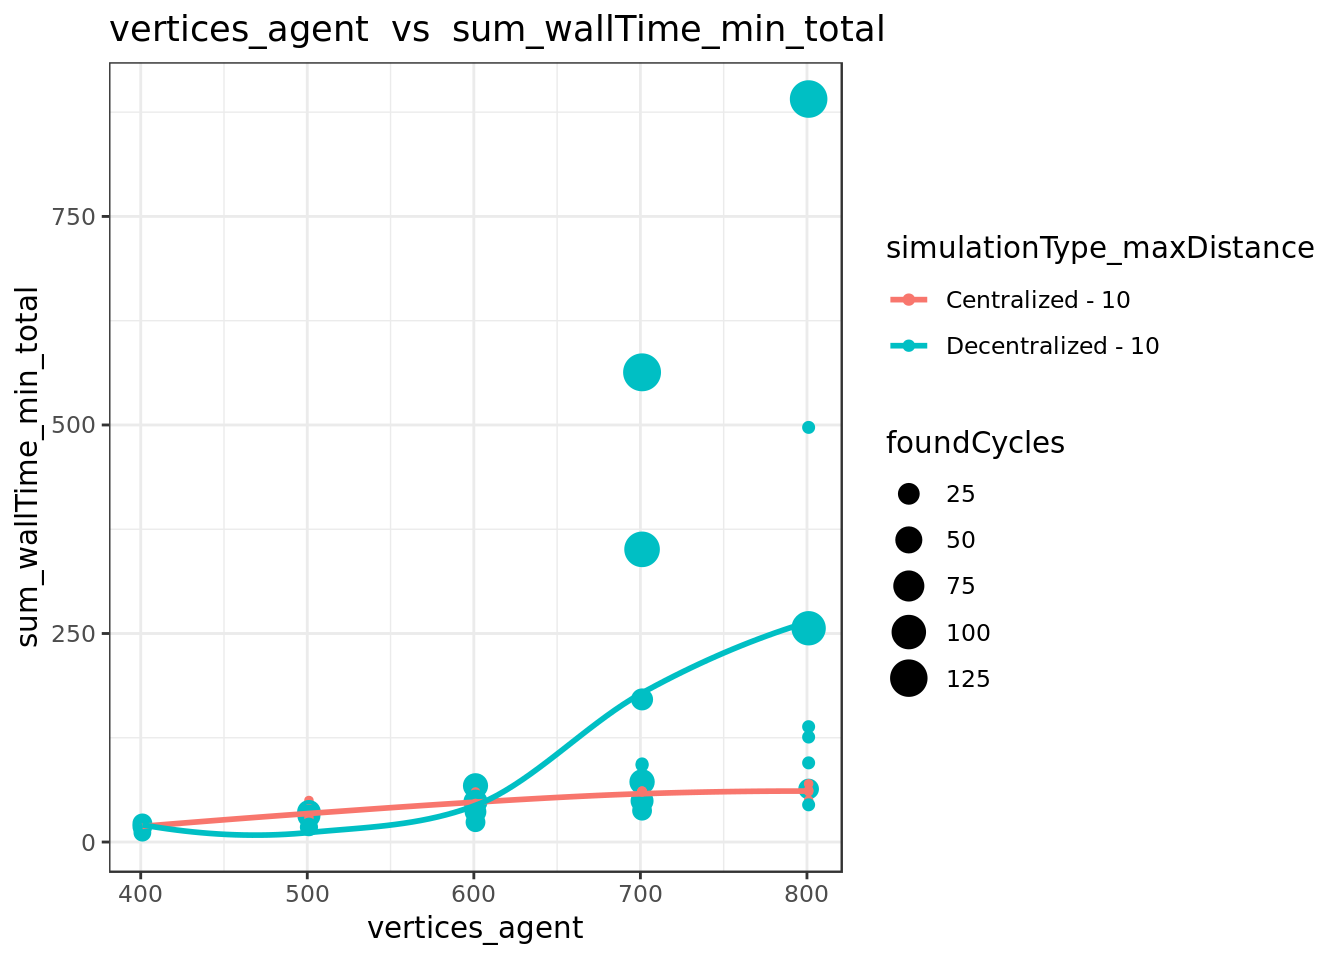 vertices_agent vs sum_wallTime_min_total
sum_wallTime_min_total
750
500
250
0
400 500 600 700 800
vertices_agent
simulationType_maxDistance
Centralized - 10
Decentralized - 10
foundCycles
25
50
75
100
125